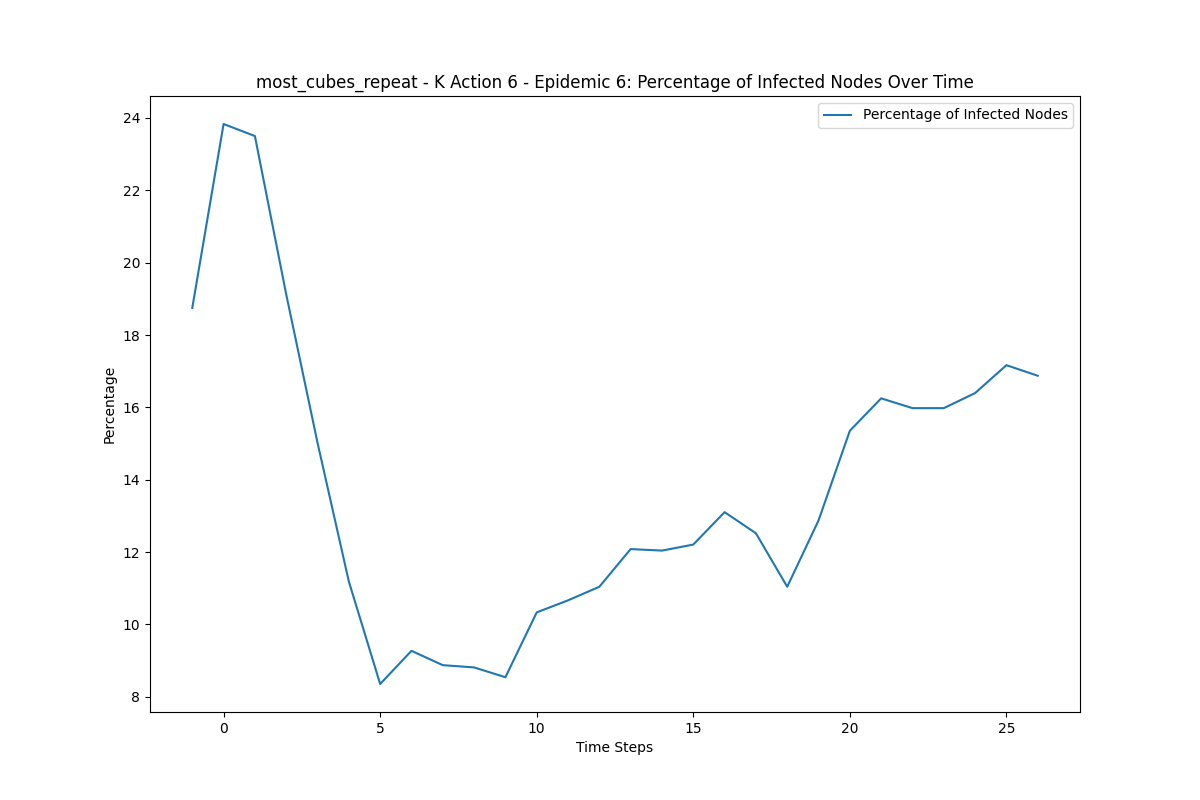 most_cubes_repeat - K Action 6 - Epidemic 6: Percentage of Infected Nodes Over Time
Percentage of Infected Nodes
24
22
20
18
16
14
12
10
8
Percentage
0 5 10 15 20 25
Time Steps